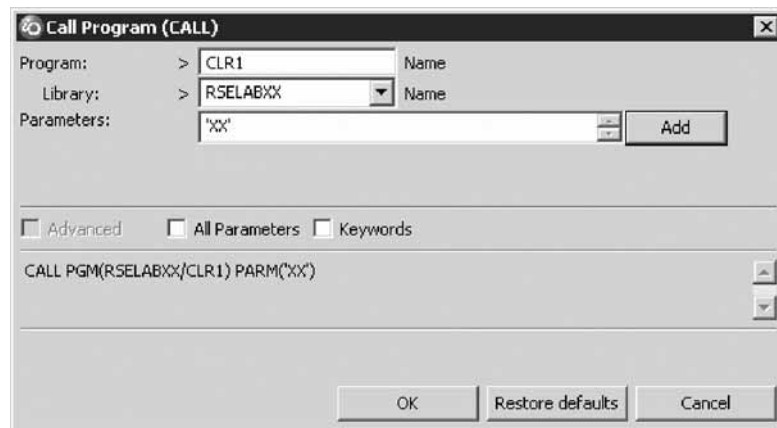 Call Program (CALL)
Program: > CLR1 Name
Library: > RSELABXX Name
Parameters: 'XX' Add
Advanced All Parameters Keywords
CALL PGM(RSELABXX/CLR1) PARM('XX')
OK Restore defaults Cancel